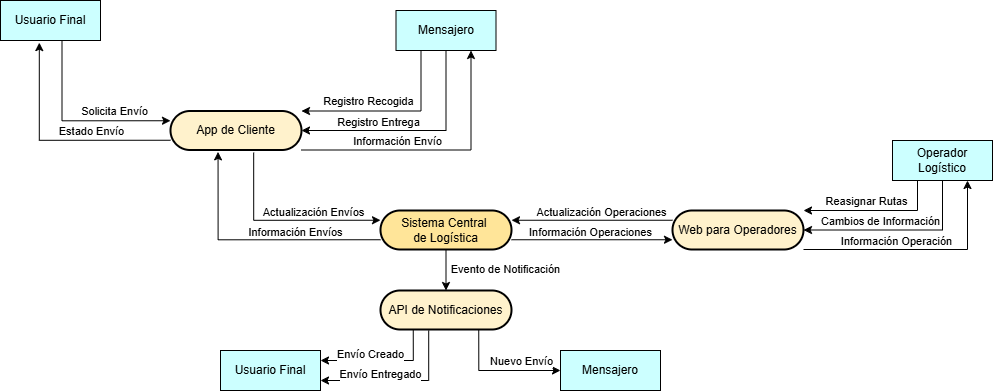 Usuario Final
Mensajero
Solicita Envío
Estado Envío
App de Cliente
Registro Recogida
Registro Entrega
Información Envío
Operador
Logístico
Actualización Envíos
Información Envíos
Sistema Central
de Logística
Actualización Operaciones
Información Operaciones
Web para Operadores
Reasignar Rutas
Cambios de Información
Información Operación
Evento de Notificación
API de Notificaciones
Usuario Final
Envío Creado
Envío Entregado
Nuevo Envío
Mensajero